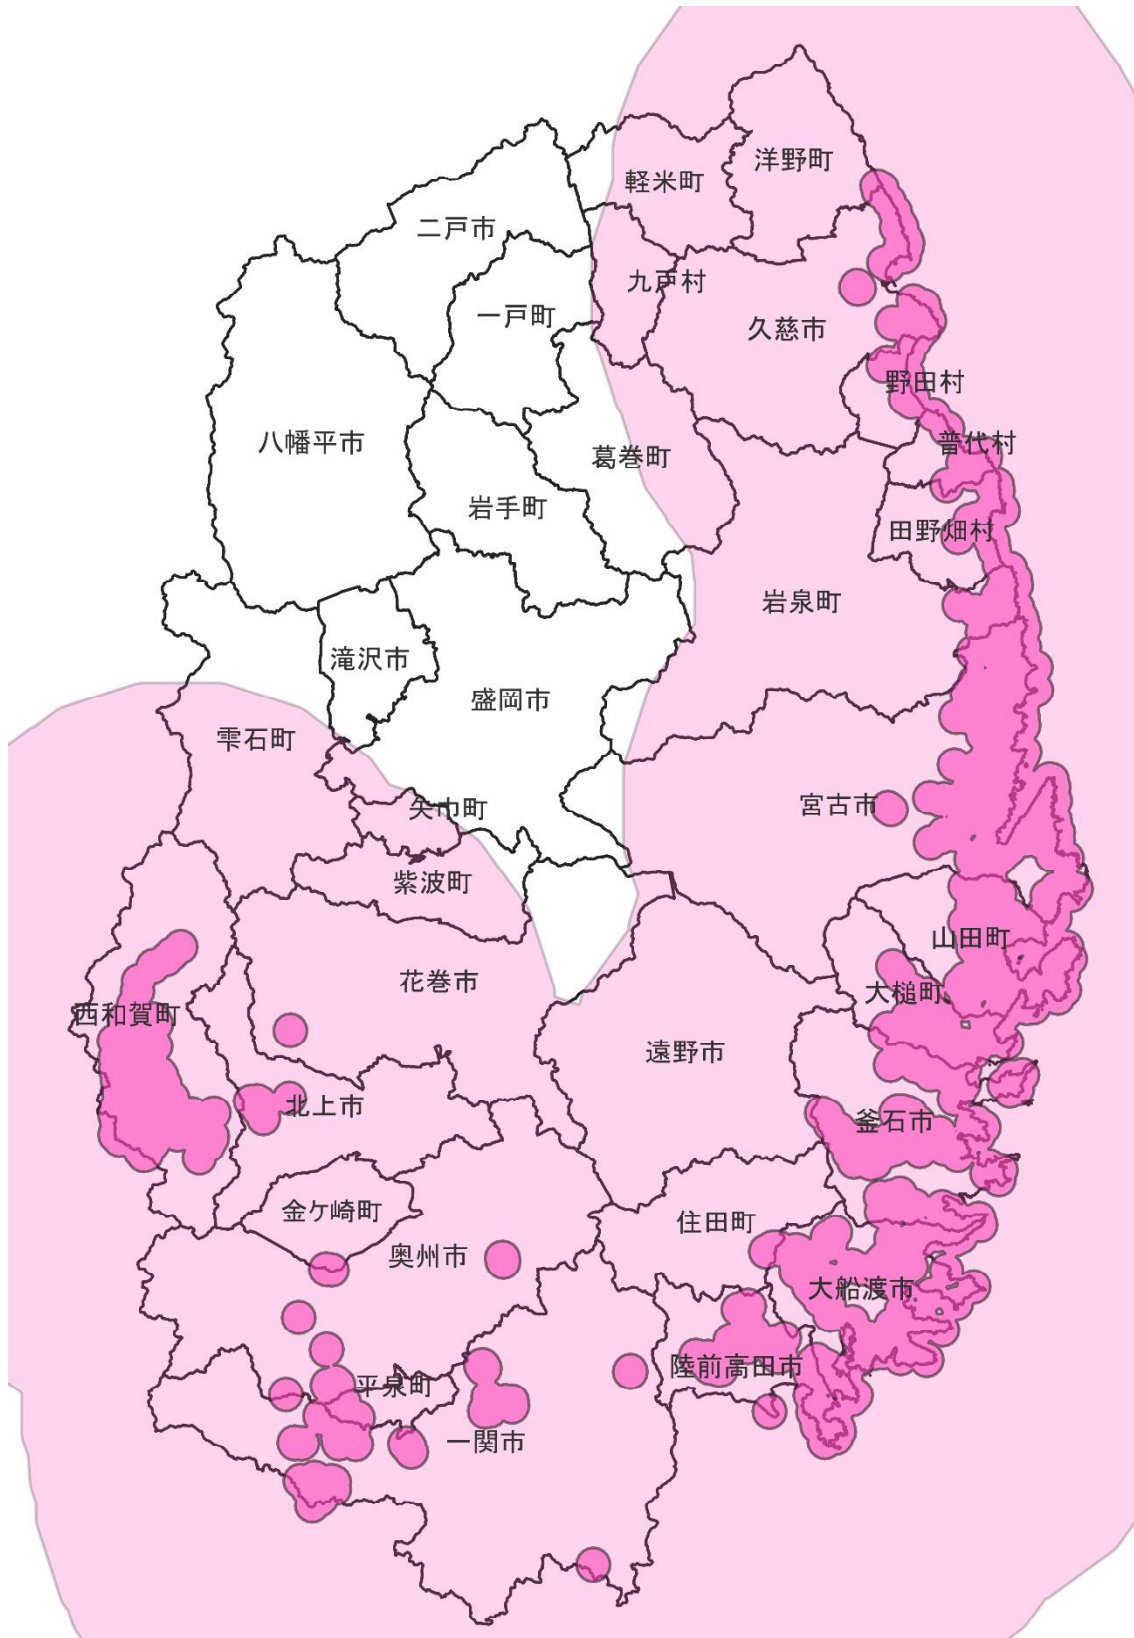 洋野町
軽米町
二戸市
九戸村
一戸町
久慈市
野田村
八幡平市
葛巻町
普代村
岩手町
田野畑村
岩泉町
滝沢市
盛岡市
雫石町
矢巾町
宮古市
紫波町
山田町
花巻市
大槌町
西和賀町
遠野市
北上市
釜石市
金ケ崎町
住田町
奥州市
大船渡市
陸前高田市
平泉町
一関市